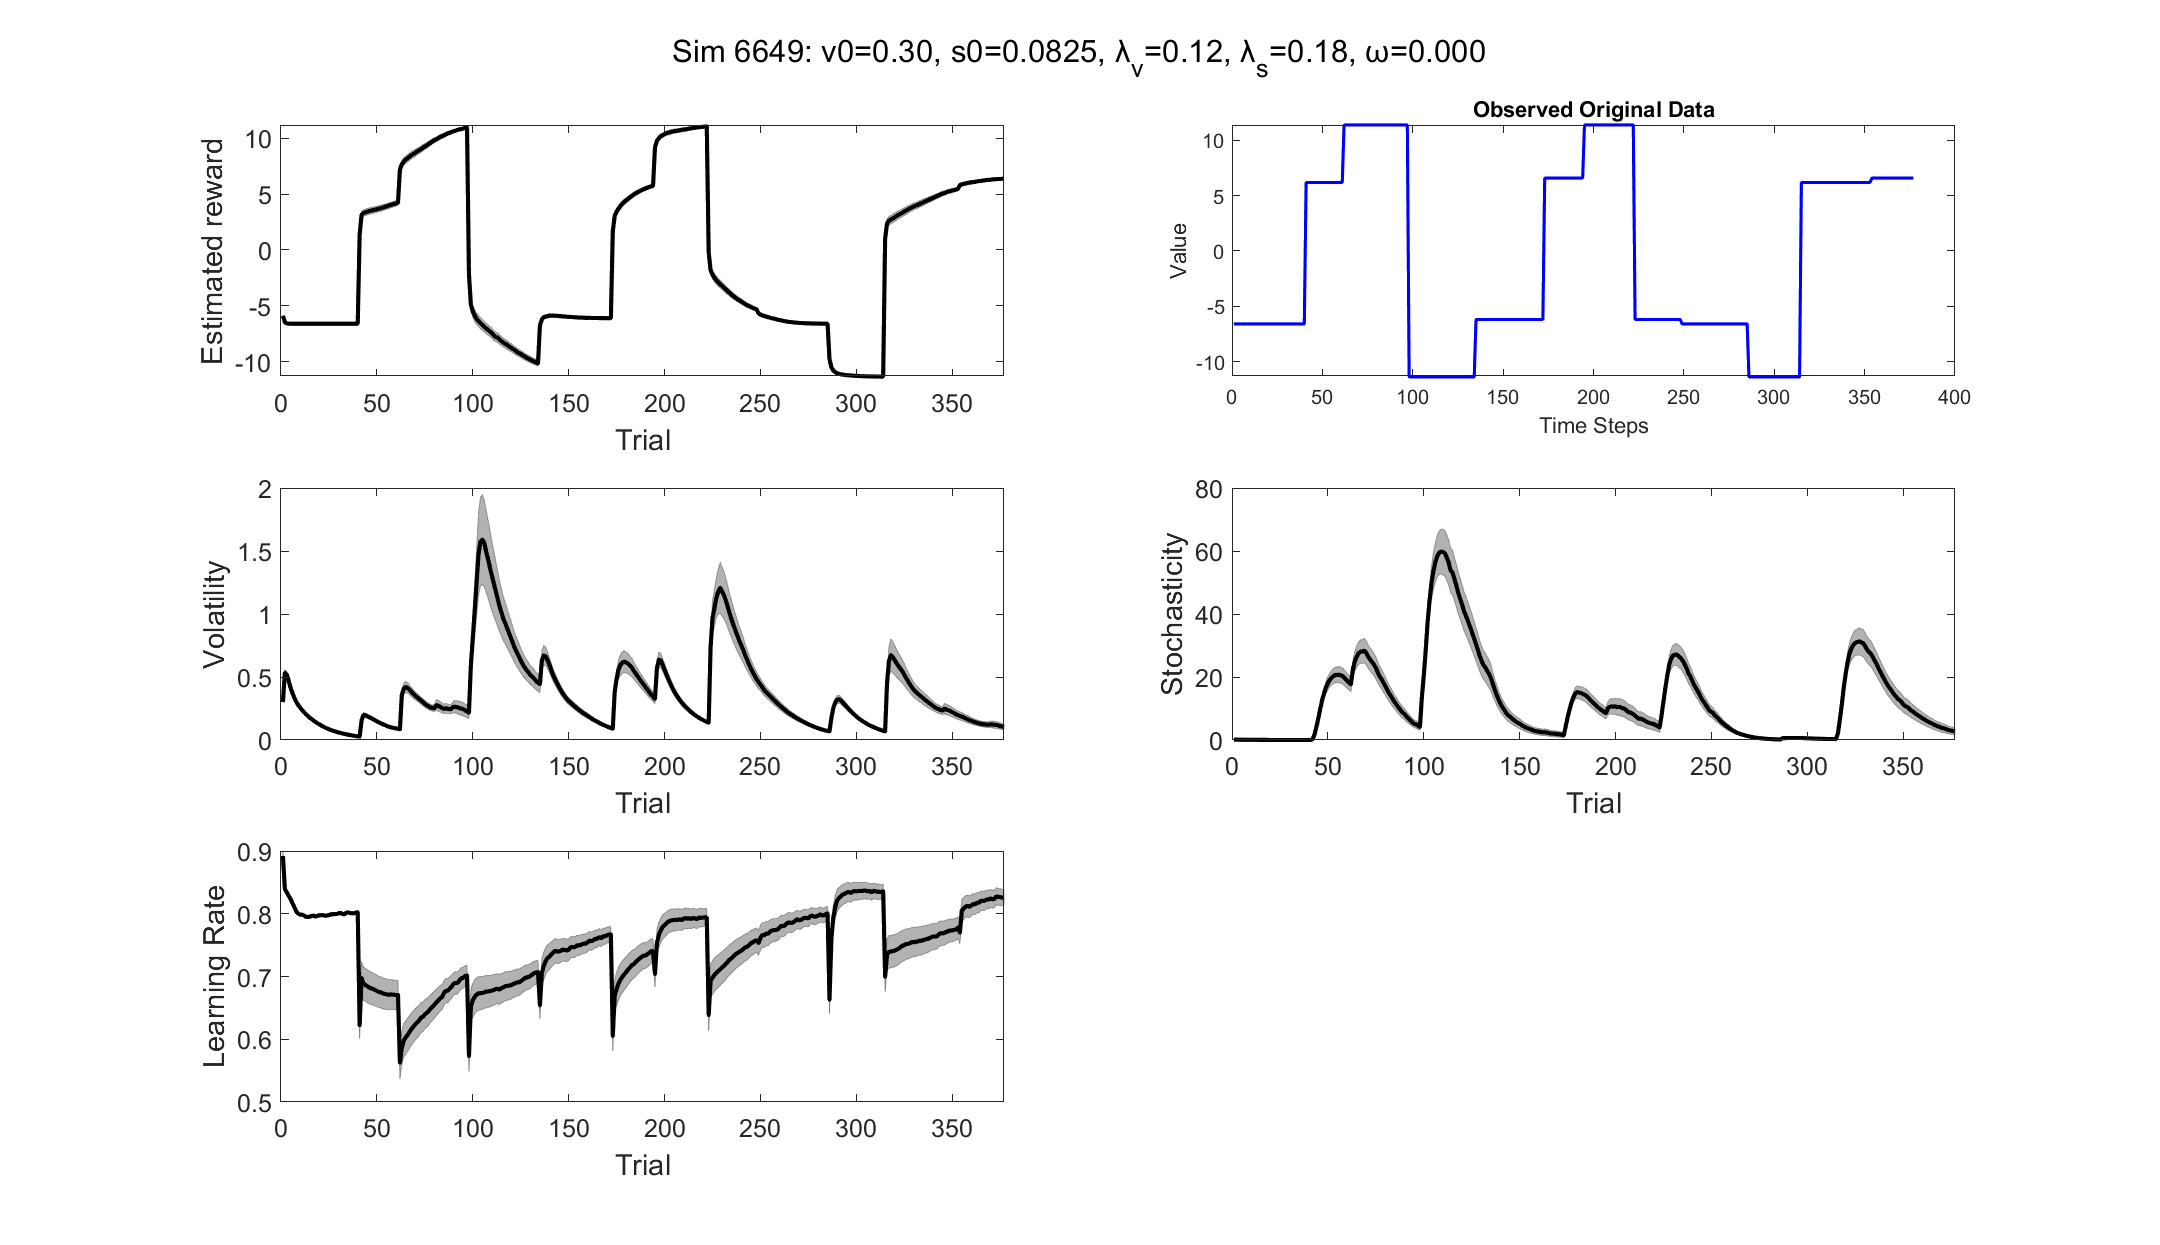 Sim 6649: v0=0.30, s0=0.0825, λ_v=0.12, λ_s=0.18, ω=0.000
Estimated reward
10
5
0
-5
-10
0 50 100 150 200 250 300 350
Trial
Observed Original Data
Value
10
5
0
-5
-10
0 50 100 150 200 250 300 350 400
Time Steps
Volatility
2
1.5
1
0.5
0
0 50 100 150 200 250 300 350
Trial
Stochasticity
80
60
40
20
0
0 50 100 150 200 250 300 350
Trial
Learning Rate
0.9
0.8
0.7
0.6
0.5
0 50 100 150 200 250 300 350
Trial